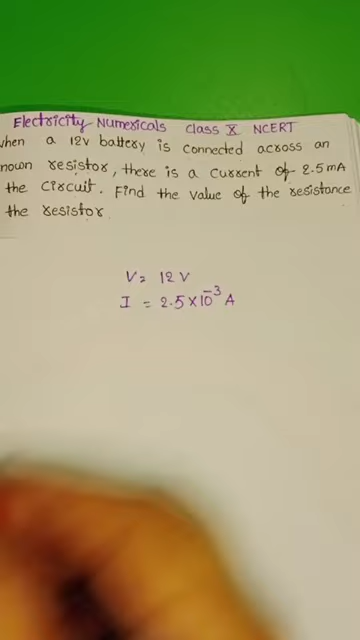 Electricity Numericals Class X NCERT
when a 12V battery is connected across an
nown resistor, there is a current of 2.5mA
the circuit. Find the value of the resistance
the resistor
V= 12 V
I = 2.5×10⁻³ A